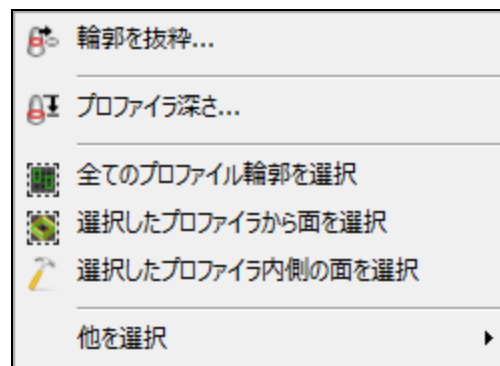 輪郭を抜粋...
プロファイラ深さ...
全てのプロファイル輪郭を選択
選択したプロファイラから面を選択
選択したプロファイラ内側の面を選択
他を選択